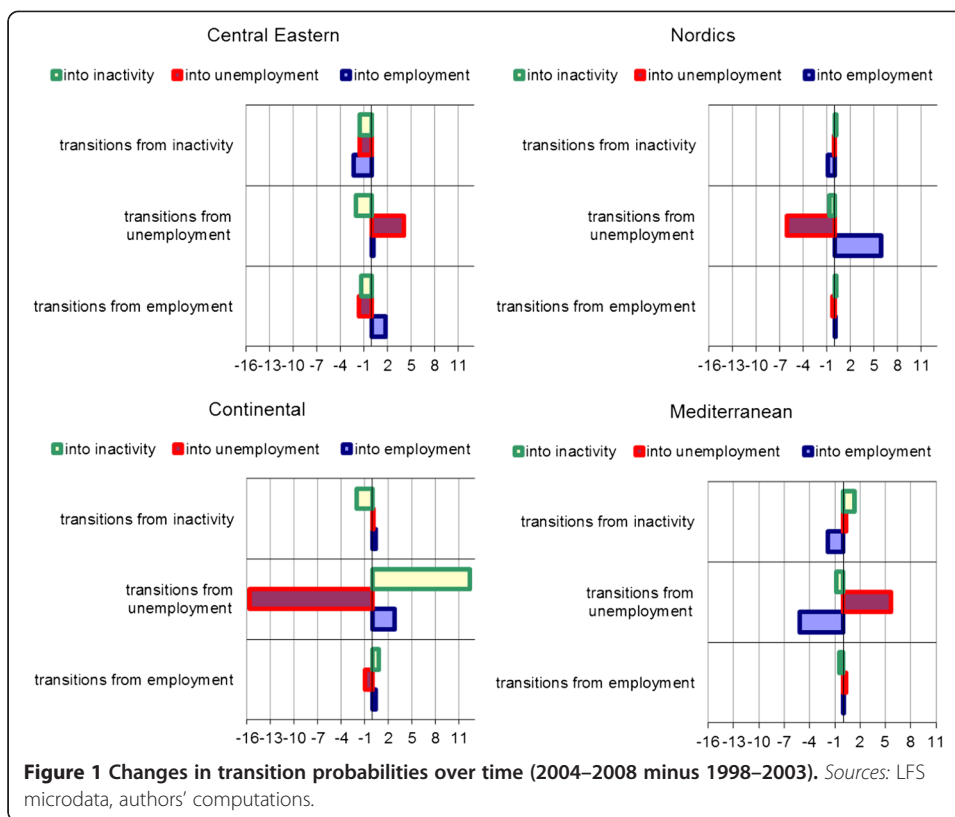 Central Eastern
into inactivity into unemployment into employment
transitions from inactivity
transitions from
unemployment
transitions from employment
-16-13-10 -7 -4 -1 2 5 8 11
Nordics
into inactivity into unemployment into employment
transitions from inactivity
transitions from
unemployment
transitions from employment
-16 -13 -10 -7 -4 -1 2 5 8 11
Continental
into inactivity into unemployment into employment
transitions from inactivity
transitions from
unemployment
transitions from employment
-16-13-10 -7 -4 -1 2 5 8 11
Mediterranean
into inactivity into unemployment into employment
transitions from inactivity
transitions from
unemployment
transitions from employment
-16 -13 -10 -7 -4 -1 2 5 8 11
Figure 1 Changes in transition probabilities over time (2004–2008 minus 1998–2003). Sources: LFS
microdata, authors’ computations.